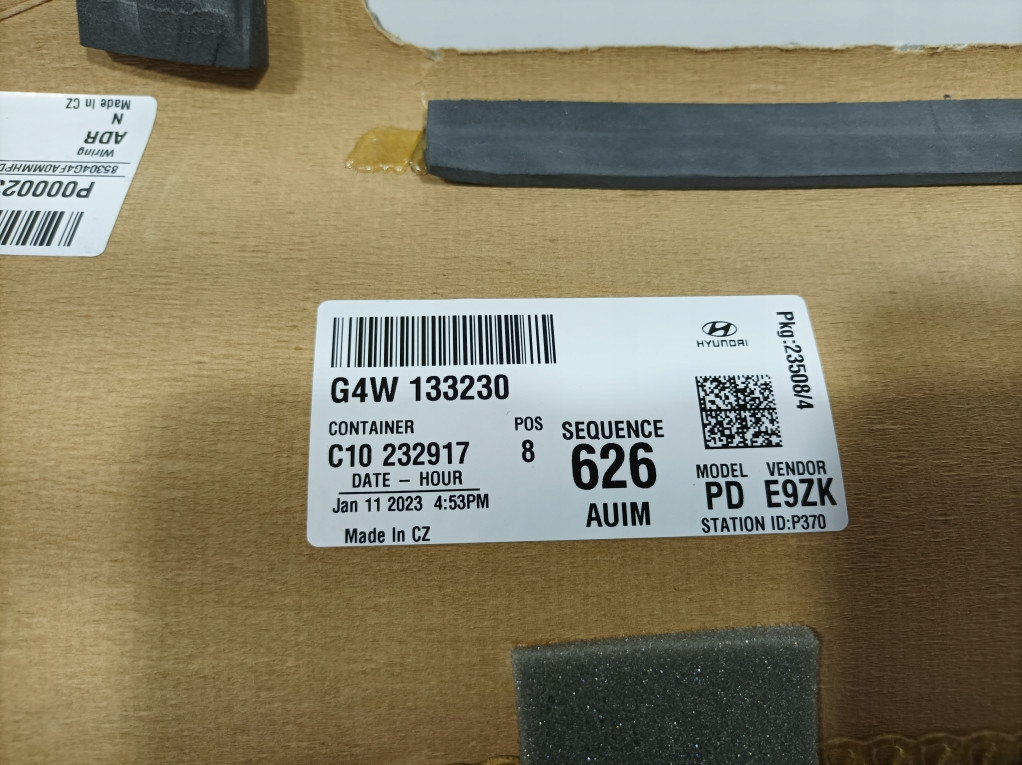 Made In CZ
N
ADR
Wiring
G4W 133230
CONTAINER
C10 232917
POS
8
DATE – HOUR
Jan 11 2023 4:53PM
Made In CZ
SEQUENCE
626
AUIM
HYUNDAI
Pkg:23508/4
MODEL
PD
VENDOR
E9ZK
STATION ID:P370